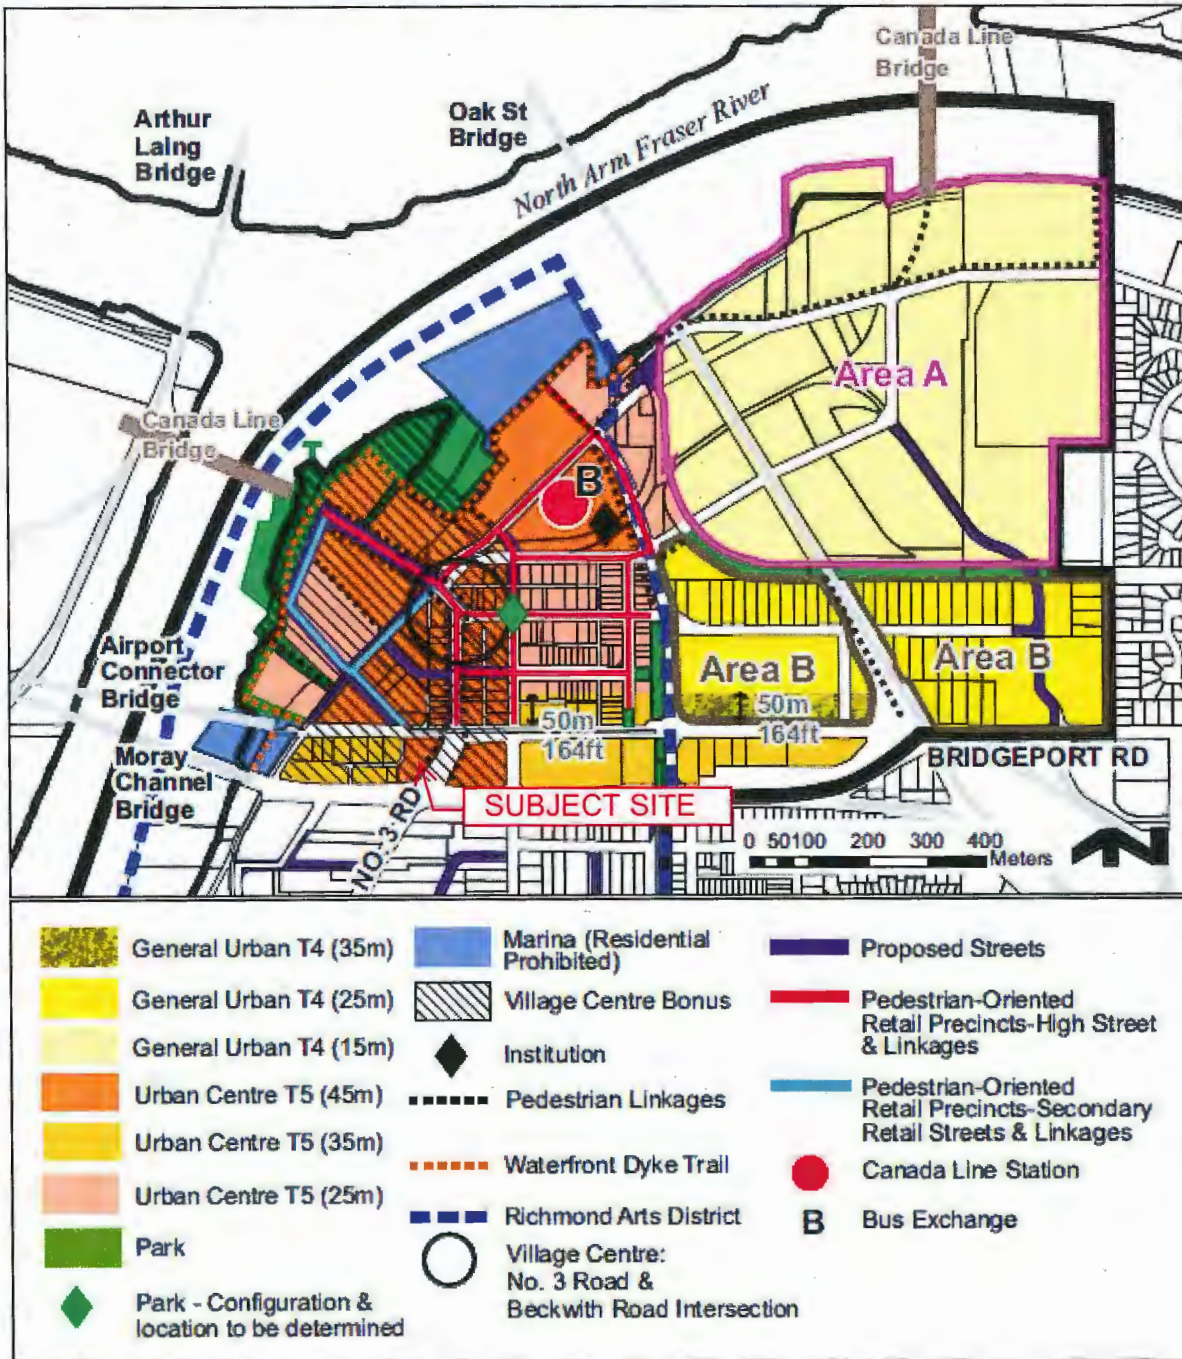 Canada Line
Bridge
Arthur
Laing
Bridge
Oak St
Bridge
North Arm Fraser River
Area A
Canada Line
Bridge
B
Airport
Connector
Bridge
Area B
Area B
50m
164ft
50m
164ft
Moray
Channel
Bridge
BRIDGEPORT RD
NO. 3 RD
SUBJECT SITE
0 50100 200 300 400
Meters
N
General Urban T4 (35m)
General Urban T4 (25m)
General Urban T4 (15m)
Urban Centre T5 (45m)
Urban Centre T5 (35m)
Urban Centre T5 (25m)
Park
Park - Configuration &
location to be determined
Marina (Residential
Prohibited)
Village Centre Bonus
Institution
Pedestrian Linkages
Waterfront Dyke Trail
Richmond Arts District
Village Centre:
No. 3 Road &
Beckwith Road Intersection
Proposed Streets
Pedestrian-Oriented
Retail Precincts-High Street
& Linkages
Pedestrian-Oriented
Retail Precincts-Secondary
Retail Streets & Linkages
Canada Line Station
B Bus Exchange